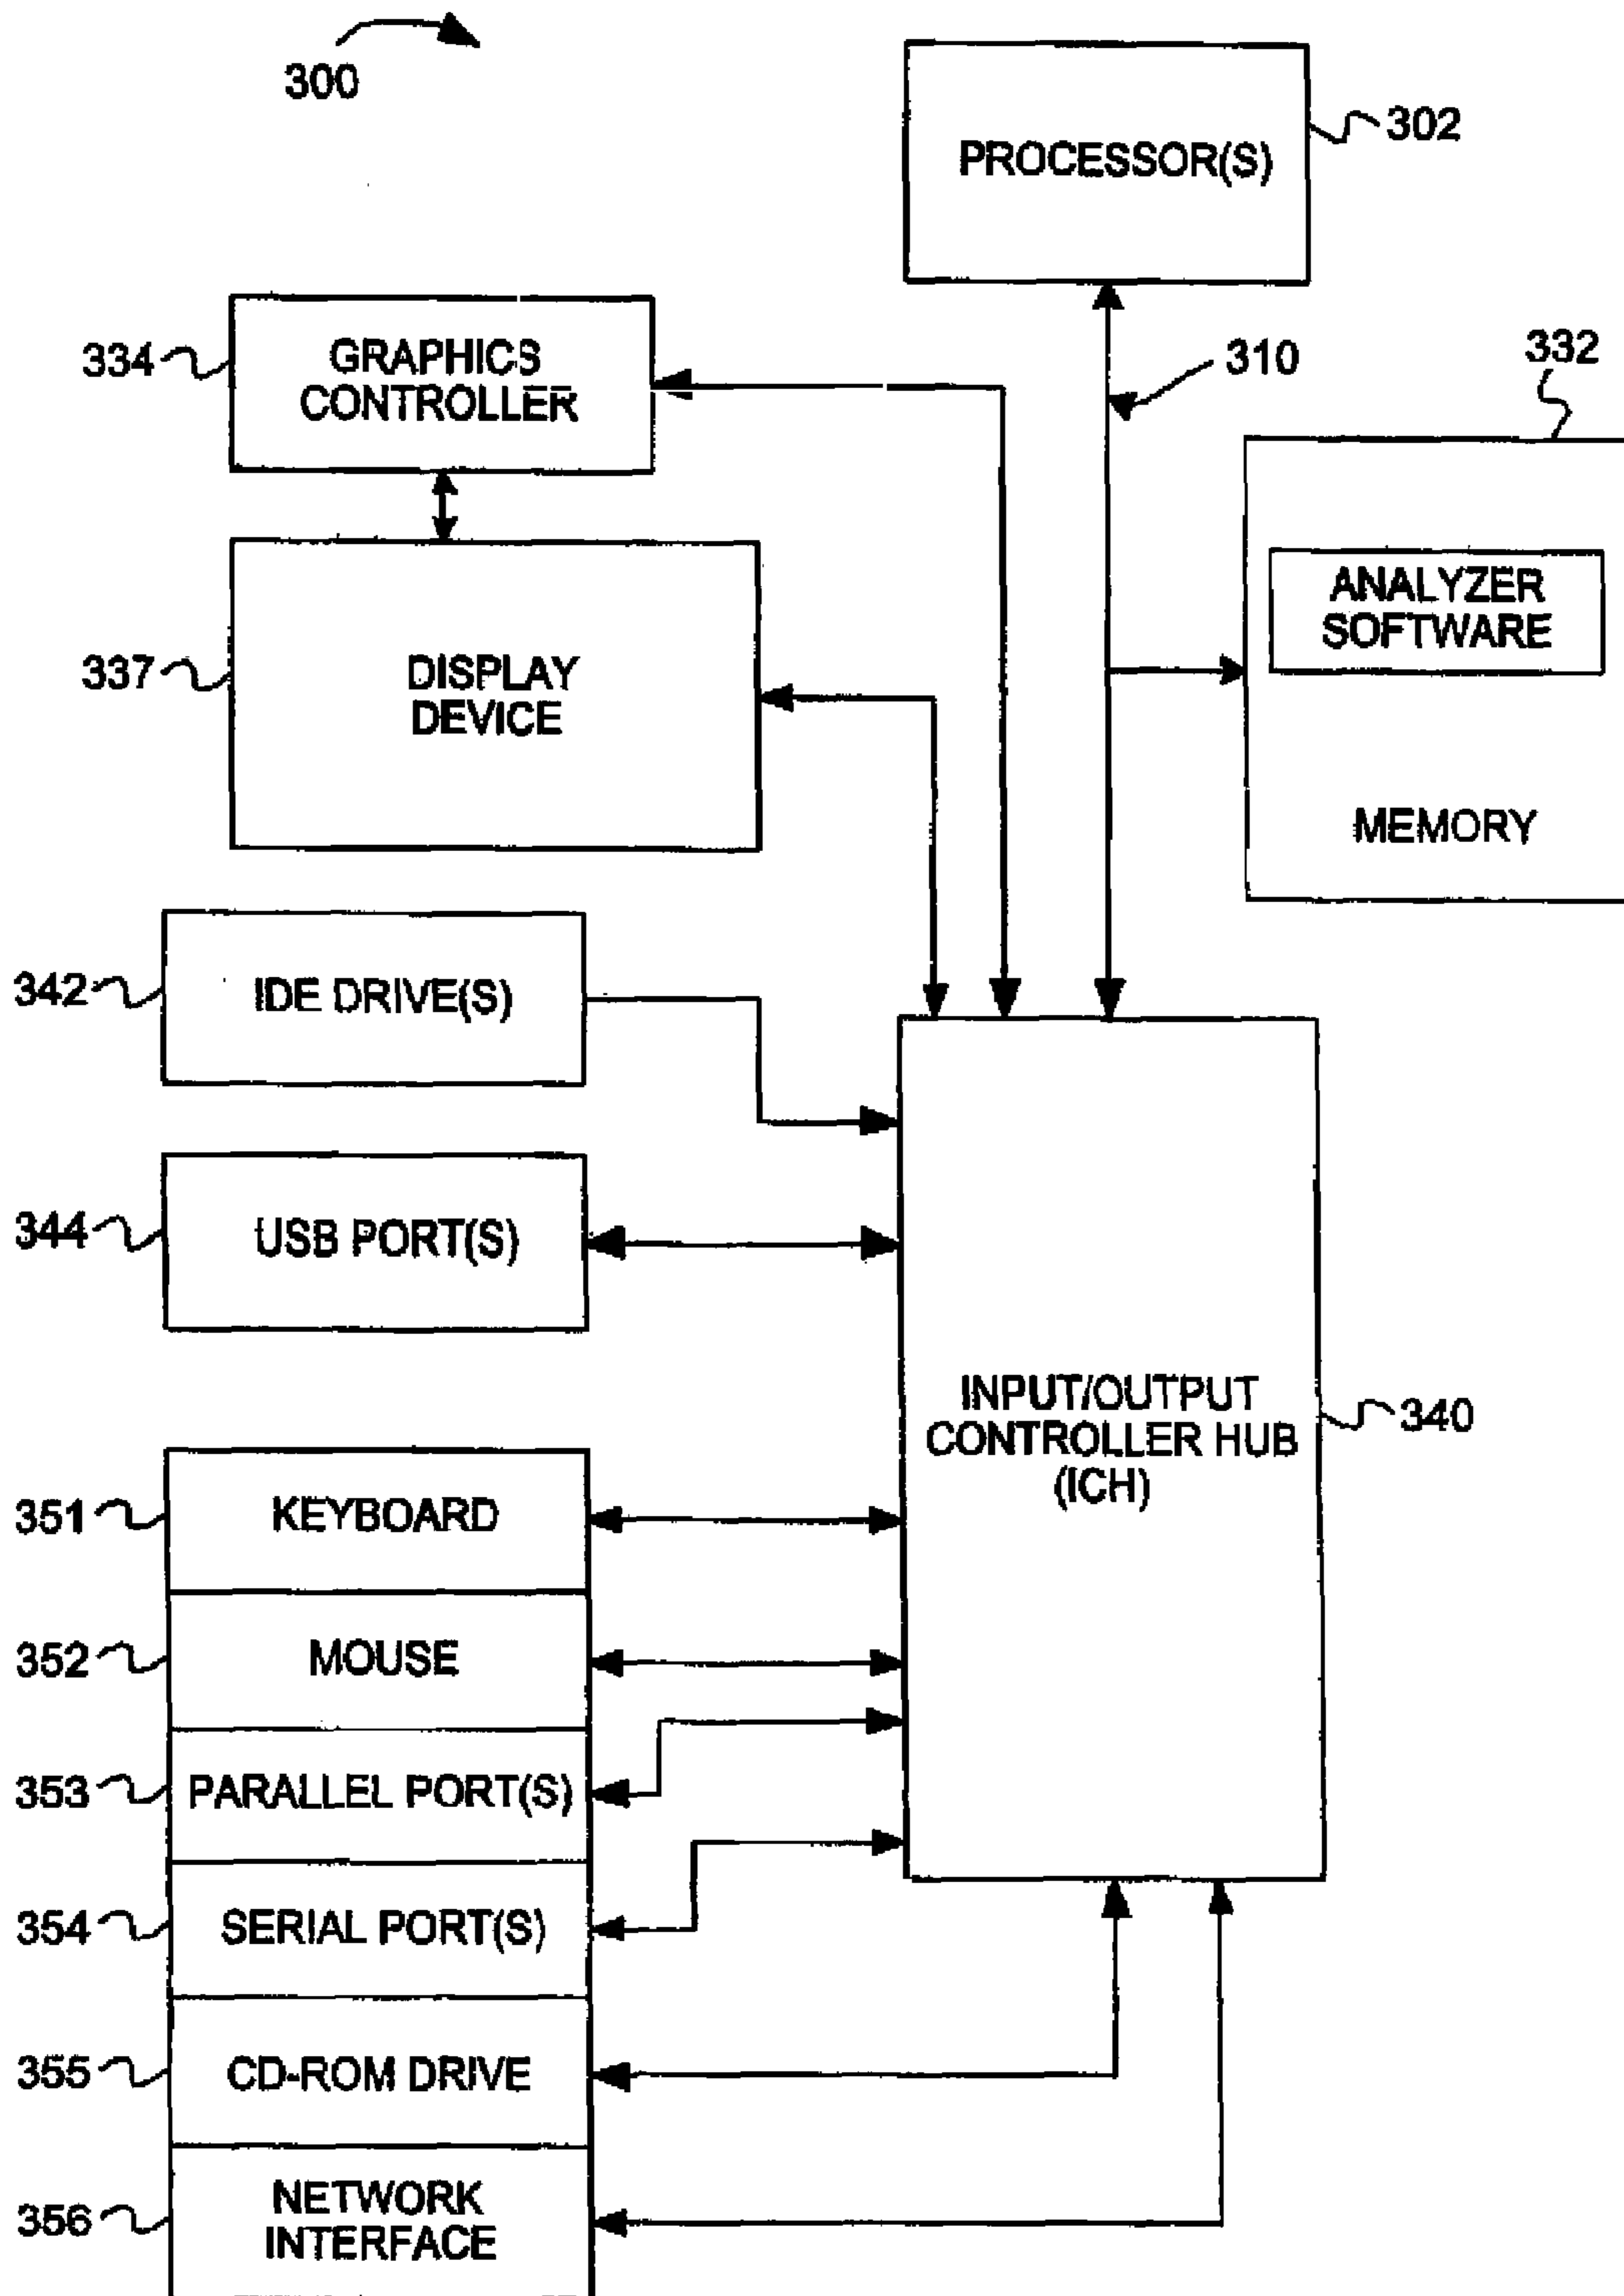 300
PROCESSOR(S)
302
334
GRAPHICS
CONTROLLER
310
332
ANALYZER
SOFTWARE
337
DISPLAY
DEVICE
MEMORY
342
IDE DRIVE(S)
344
USB PORT(S)
INPUT/OUTPUT
CONTROLLER HUB
(ICH)
340
351
KEYBOARD
352
MOUSE
353
PARALLEL PORT(S)
354
SERIAL PORT(S)
355
CD-ROM DRIVE
356
NETWORK
INTERFACE